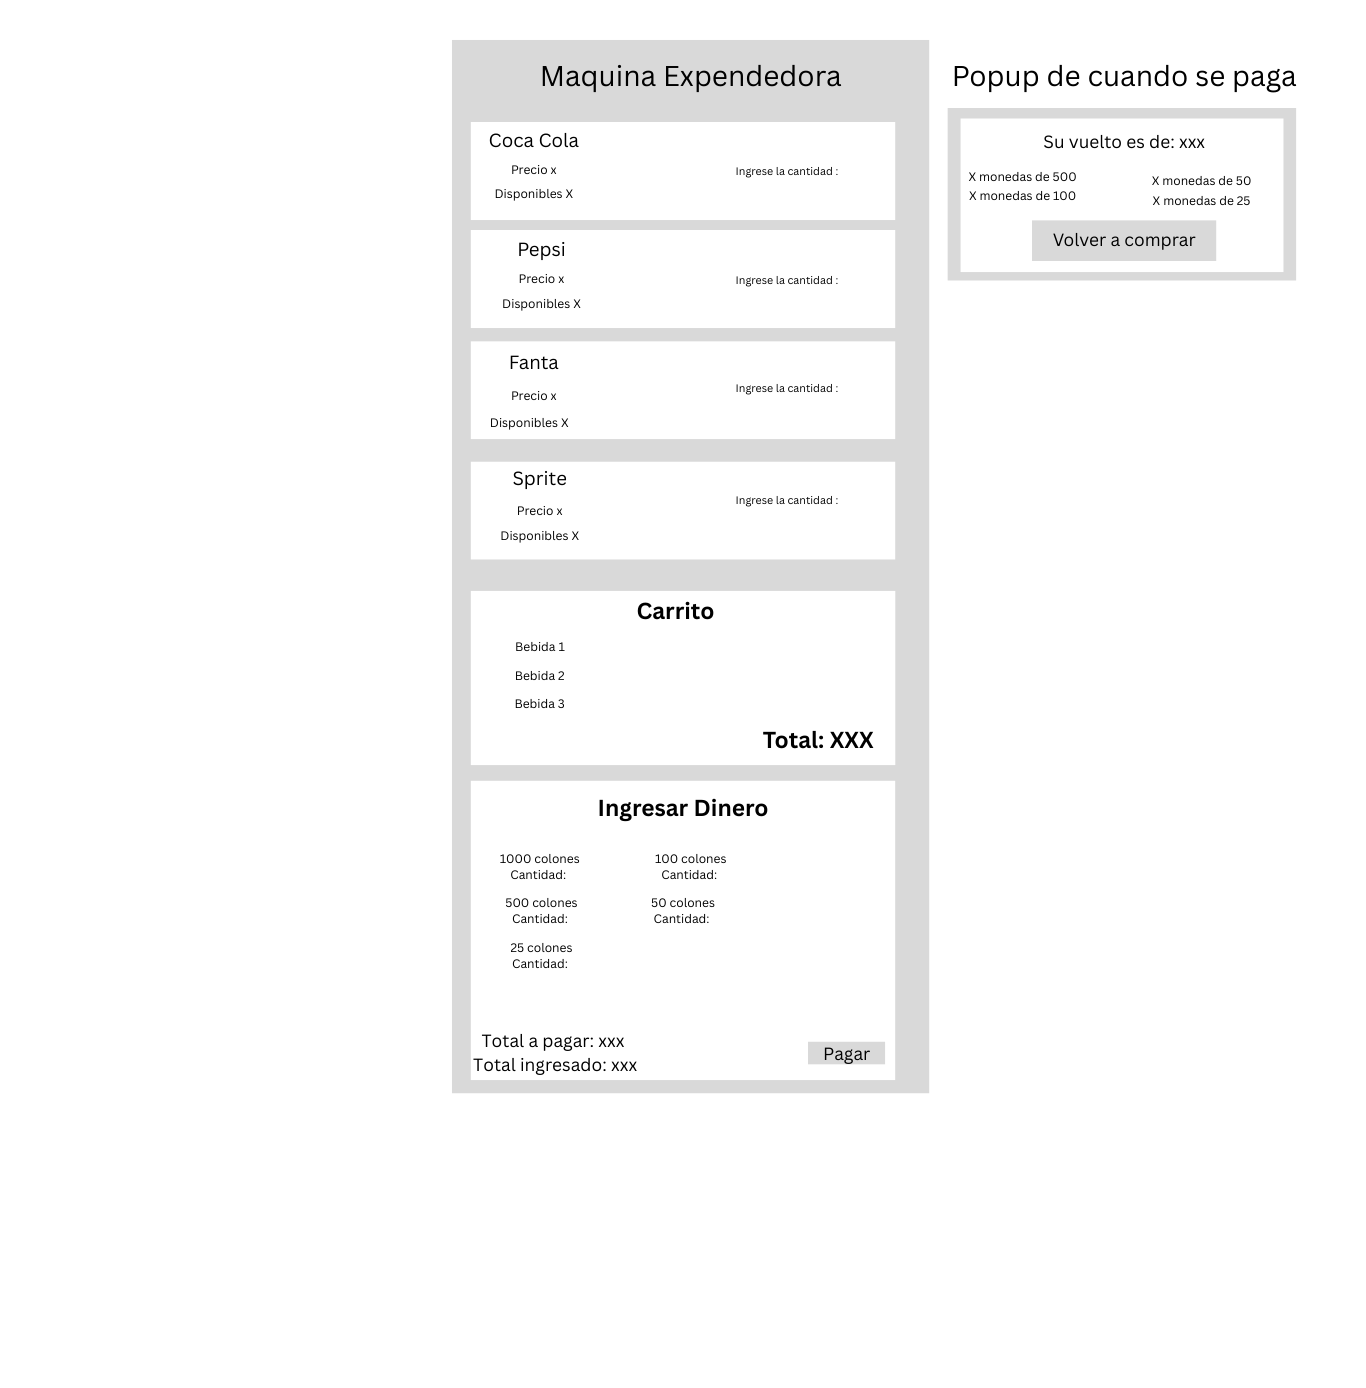 Maquina Expendedora
Coca Cola
Precio x
Disponibles X
Ingrese la cantidad :
Pepsi
Precio x
Disponibles X
Ingrese la cantidad :
Fanta
Precio x
Disponibles X
Ingrese la cantidad :
Sprite
Precio x
Disponibles X
Ingrese la cantidad :
Carrito
Bebida 1
Bebida 2
Bebida 3
Total: XXX
Ingresar Dinero
1000 colones
Cantidad:
100 colones
Cantidad:
500 colones
Cantidad:
50 colones
Cantidad:
25 colones
Cantidad:
Total a pagar: xxx
Total ingresado: xxx
Pagar
Popup de cuando se paga
Su vuelto es de: xxx
X monedas de 500
X monedas de 100
X monedas de 50
X monedas de 25
Volver a comprar